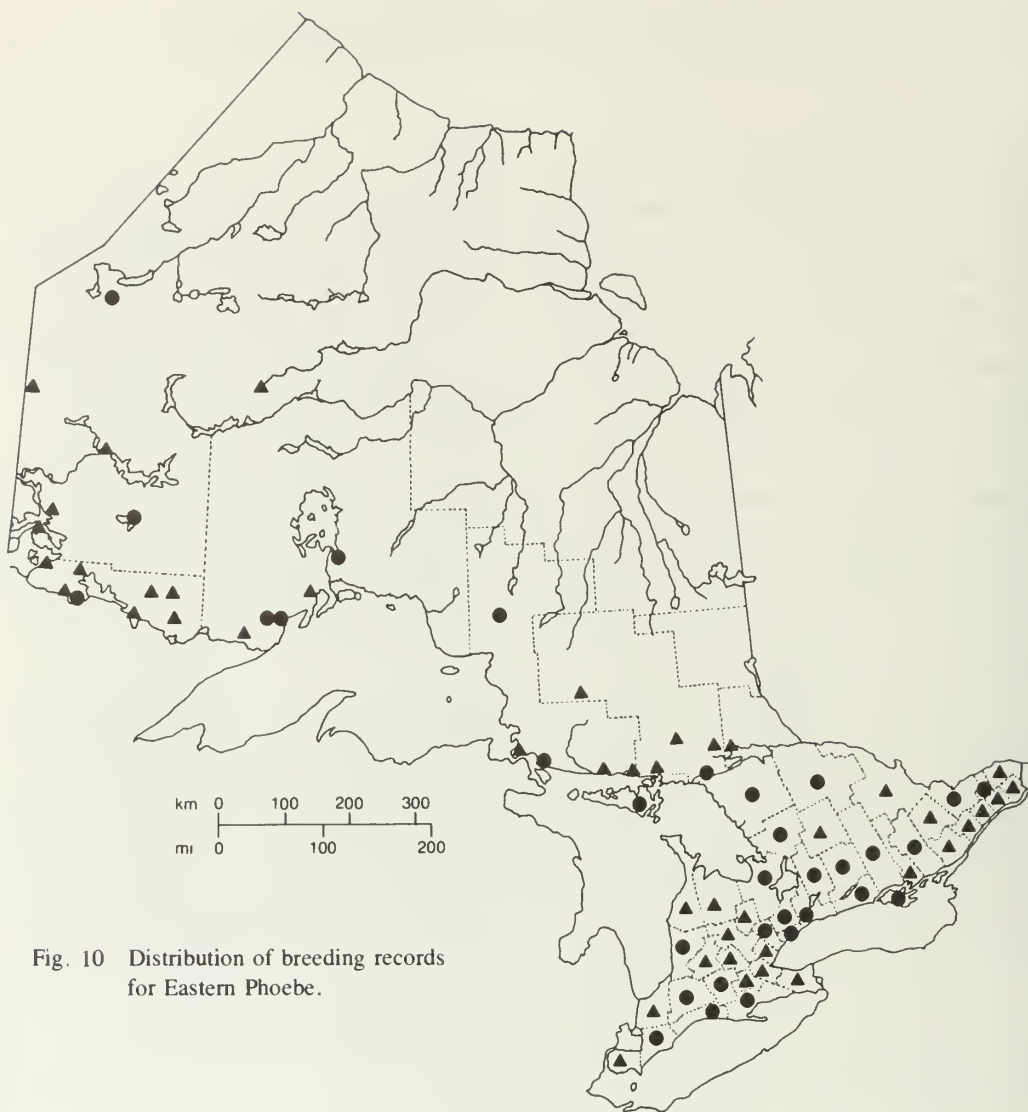 km 0 100 200 300
mi 0 100 200
Fig. 10 Distribution of breeding records
for Eastern Phoebe.